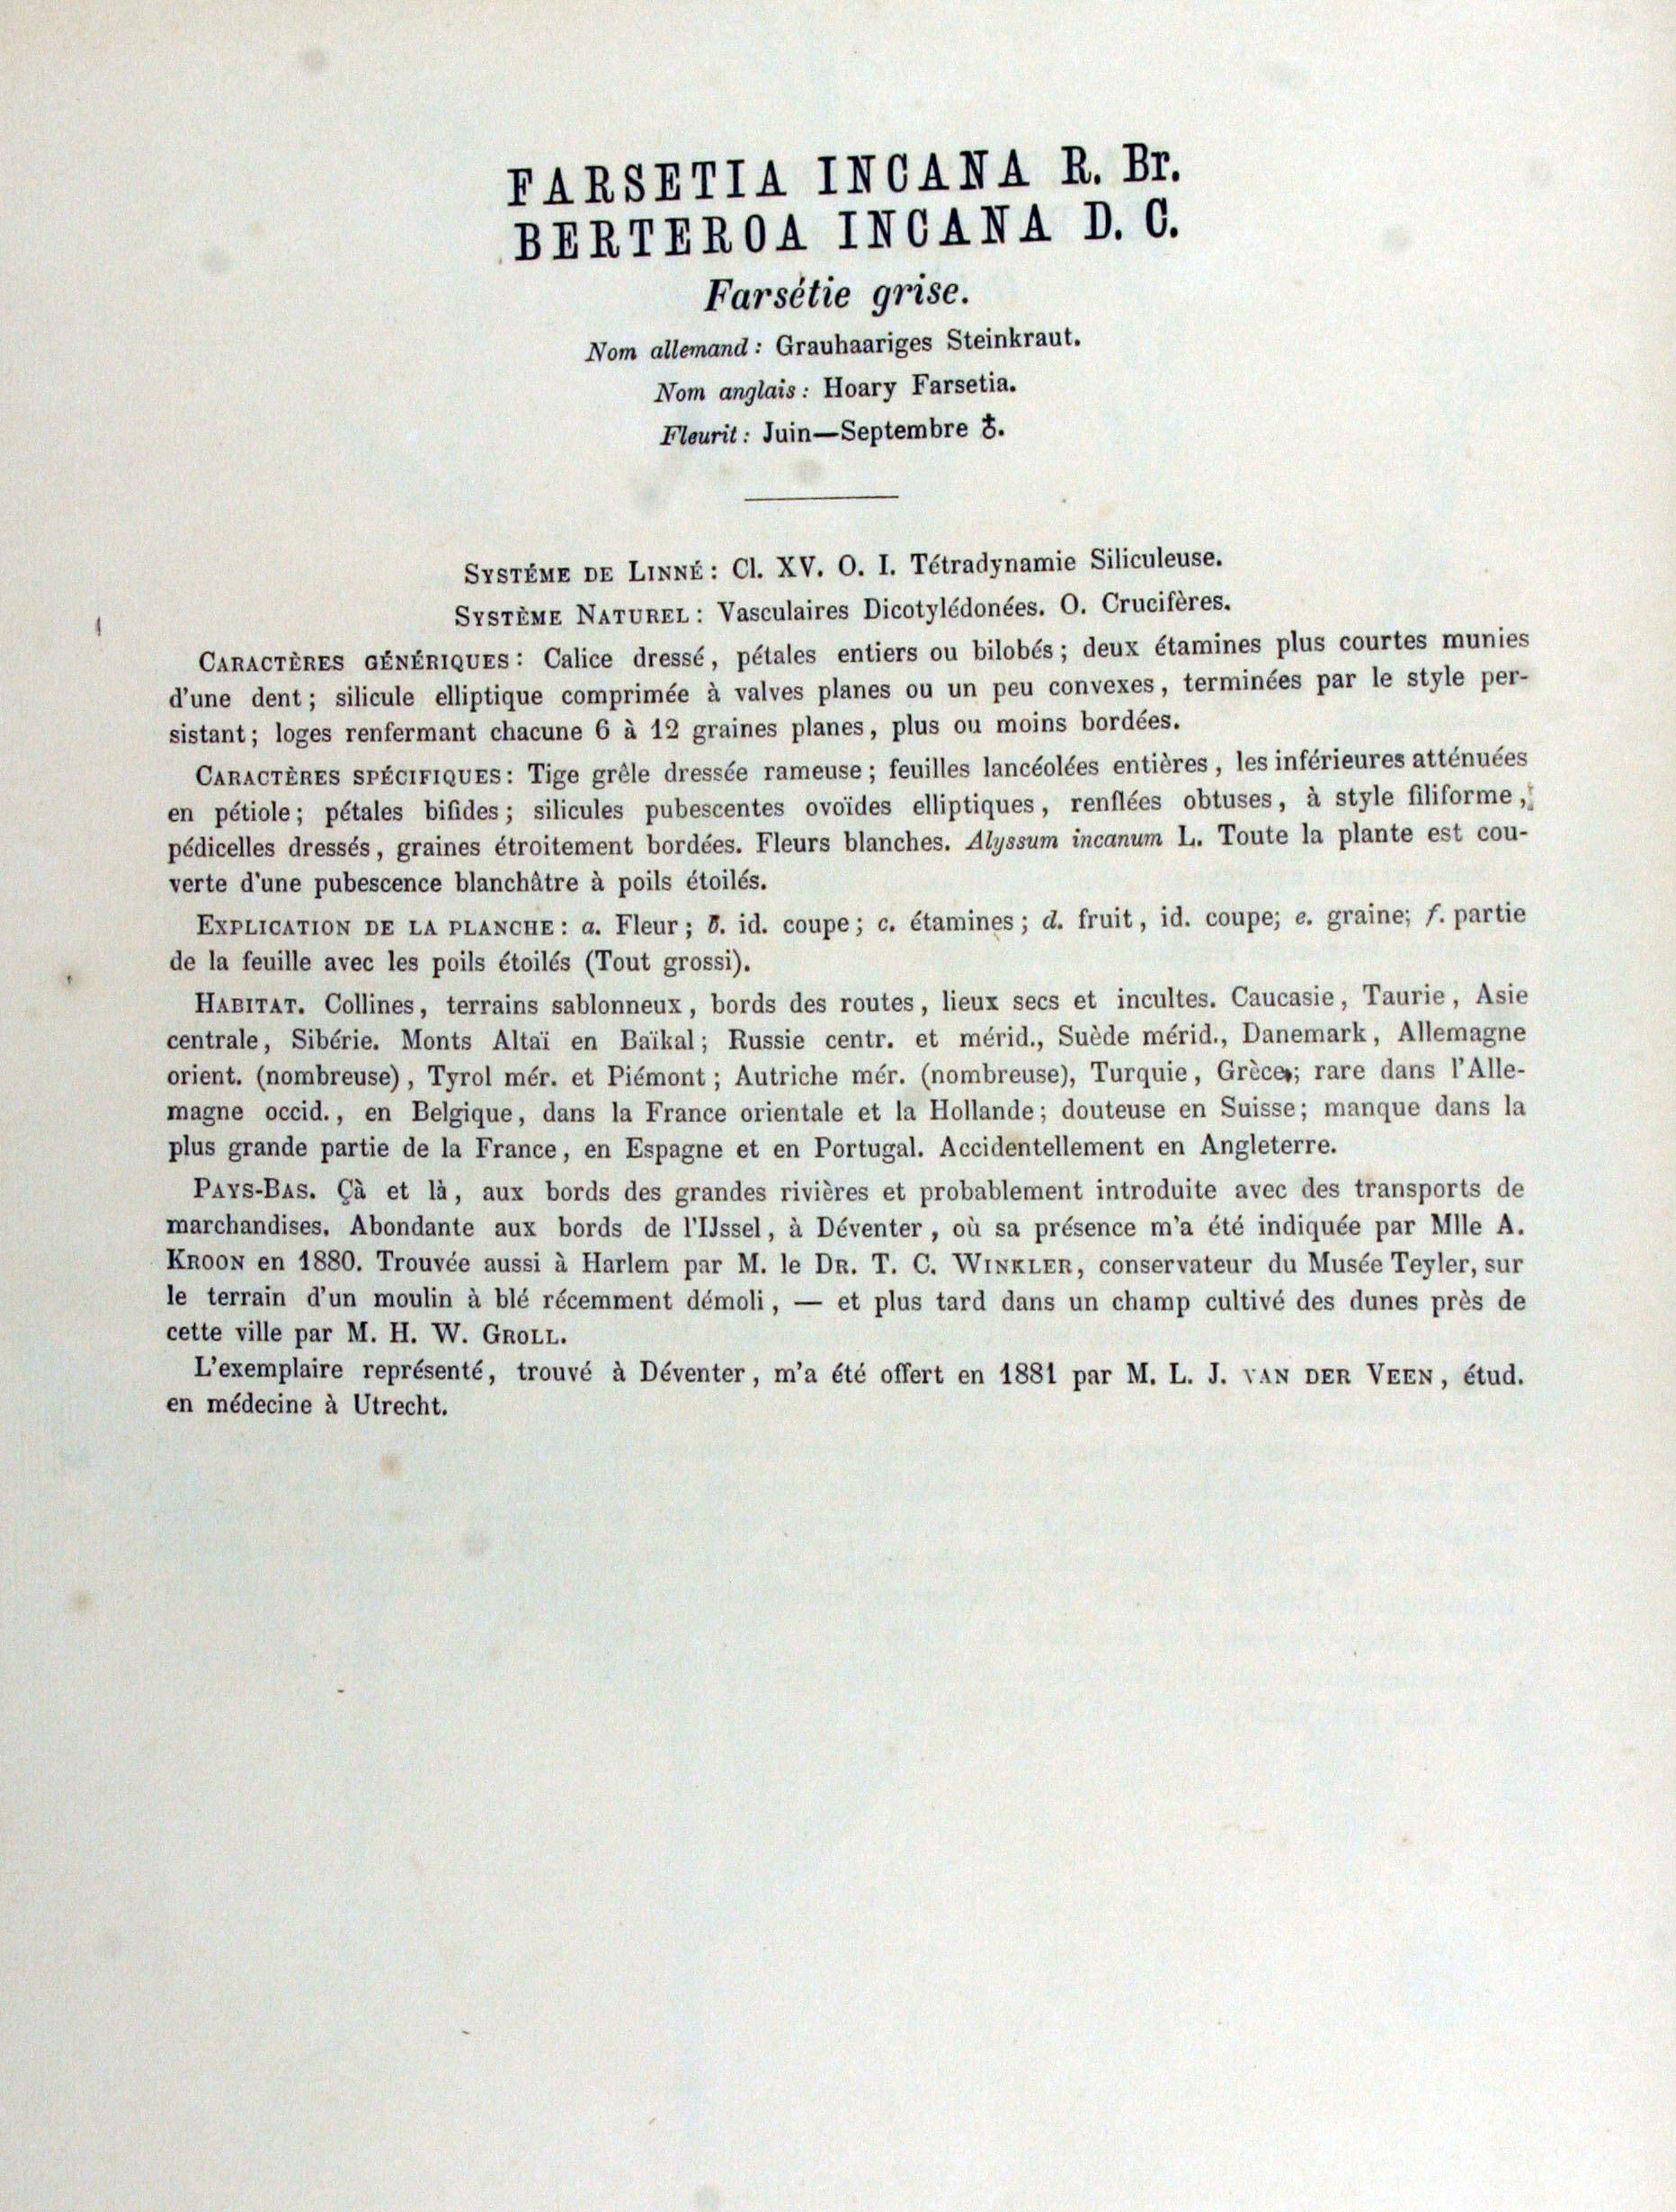 FARSETIA INCANA R. Br.
BERTEROA INCANA D. C.
Farsétie grise.
Nom allemand: Grauhaariges Steinkraut.
Nom anglais: Hoary Farsetia.
Fleurit: Juin—Septembre
SYSTÈME DE LINNÉ: Cl. XV. O. I. Tétradynamie Siliculeuse.
SYSTÈME NATUREL: Vasculaires Dicotylédonées. O. Crucifères.
CARACTÈRES GÉNÉRIQUES: Calice dressé, pétales entiers ou bilobés; deux étamines plus courtes munies
d'une dent; silicule elliptique comprimée à valves planes ou un peu convexes, terminées par le style per-
sistant; loges renfermant chacune 6 à 12 graines planes, plus ou moins bordées.
CARACTÈRES SPÉCIFIQUES: Tige grêle dressée rameuse; feuilles lancéolées entières, les inférieures atténuées
en pétiole; pétales bifides; silicules pubescentes ovoïdes elliptiques, renflées obtuses, à style filiforme,
pédicelles dressés, graines étroitement bordées. Fleurs blanches. Alyssum incanum L. Toute la plante est cou-
verte d'une pubescence blanchâtre à poils étoilés.
EXPLICATION DE LA PLANCHE: a. Fleur; b. id. coupe; c. étamines; d. fruit, id. coupe; e. graine; f. partie
de la feuille avec les poils étoilés (Tout grossi).
HABITAT. Collines, terrains sablonneux, bords des routes, lieux secs et incultes. Caucasie, Taurie, Asie
centrale, Sibérie. Monts Altaï en Baïkal; Russie centr. et mérid., Suède mérid., Danemark, Allemagne
orient. (nombreuse), Tyrol mér. et Piémont; Autriche mér. (nombreuse), Turquie, Grèce; rare dans l'Alle-
magne occid., en Belgique, dans la France orientale et la Hollande; douteuse en Suisse; manque dans la
plus grande partie de la France, en Espagne et en Portugal. Accidentellement en Angleterre.
PAYS-BAS. Çà et là, aux bords des grandes rivières et probablement introduite avec des transports de
marchandises. Abondante aux bords de l'IJssel, à Déventer, où sa présence m'a été indiquée par Mlle A.
KROON en 1880. Trouvée aussi à Harlem par M. le DR. T. C. WINKLER, conservateur du Musée Teyler, sur
le terrain d'un moulin à blé récemment démoli, — et plus tard dans un champ cultivé des dunes près de
cette ville par M. H. W. GROLL.
L'exemplaire représenté, trouvé à Déventer, m'a été offert en 1881 par M. L. J. VAN DER VEEN, étud.
en médecine à Utrecht.